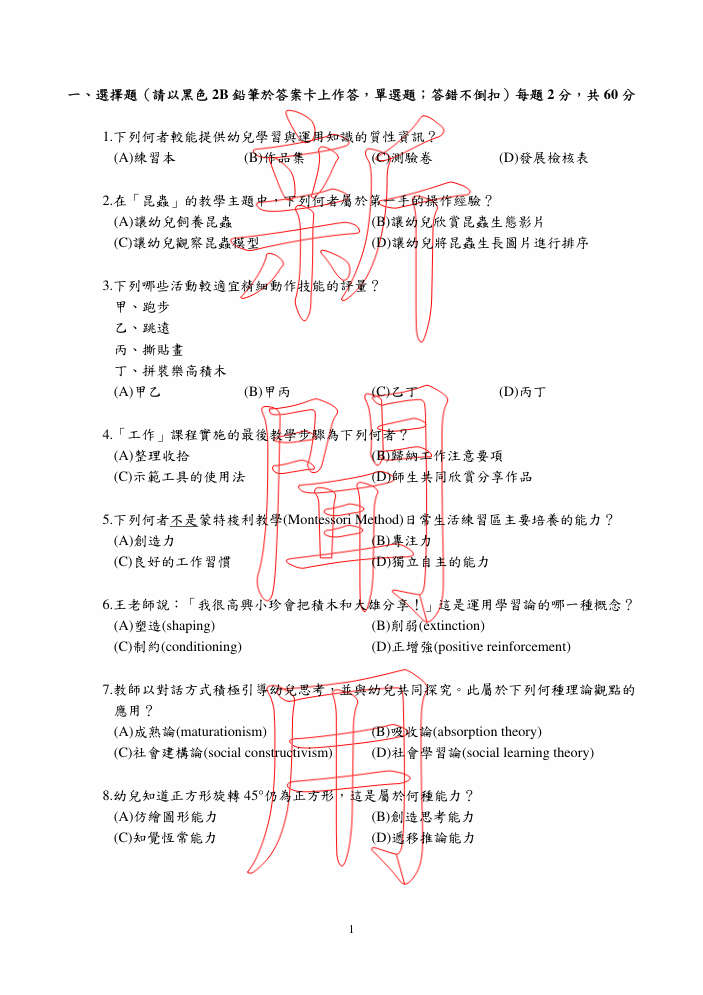 一、選擇題（請以黑色 2B 鉛筆於答案卡上作答，單選題；答錯不倒扣）每題 2 分，共 60 分
1.下列何者較能提供幼兒學習與運用知識的質性資訊？
(A)練習本 (B)作品集 (C)測驗卷 (D)發展檢核表
2.在「昆蟲」的教學主題中，下列何者屬於第一手的操作經驗？
(A)讓幼兒飼養昆蟲 (B)讓幼兒欣賞昆蟲生態影片
(C)讓幼兒觀察昆蟲模型 (D)讓幼兒將昆蟲生長圖片進行排序
3.下列哪些活動較適宜精細動作技能的評量？
甲、跑步
乙、跳遠
丙、撕貼畫
丁、拼裝樂高積木
(A)甲乙 (B)甲丙 (C)乙丁 (D)丙丁
4.「工作」課程實施的最後教學步驟為下列何者？
(A)整理收拾 (B)歸納工作注意要項
(C)示範工具的使用法 (D)師生共同欣賞分享作品
5.下列何者不是蒙特梭利教學(Montessori Method)日常生活練習區主要培養的能力？
(A)創造力 (B)專注力
(C)良好的工作習慣 (D)獨立自主的能力
6.王老師說：「我很高興小珍會把積木和大雄分享！」這是運用學習論的哪一種概念？
(A)塑造(shaping) (B)削弱(extinction)
(C)制約(conditioning) (D)正增強(positive reinforcement)
7.教師以對話方式積極引導幼兒思考，並與幼兒共同探究。此屬於下列何種理論觀點的
應用？
(A)成熟論(maturationism) (B)吸收論(absorption theory)
(C)社會建構論(social constructivism) (D)社會學習論(social learning theory)
8.幼兒知道正方形旋轉 45°仍為正方形，這是屬於何種能力？
(A)仿繪圖形能力 (B)創造思考能力
(C)知覺恆常能力 (D)遞移推論能力
新聞用
1